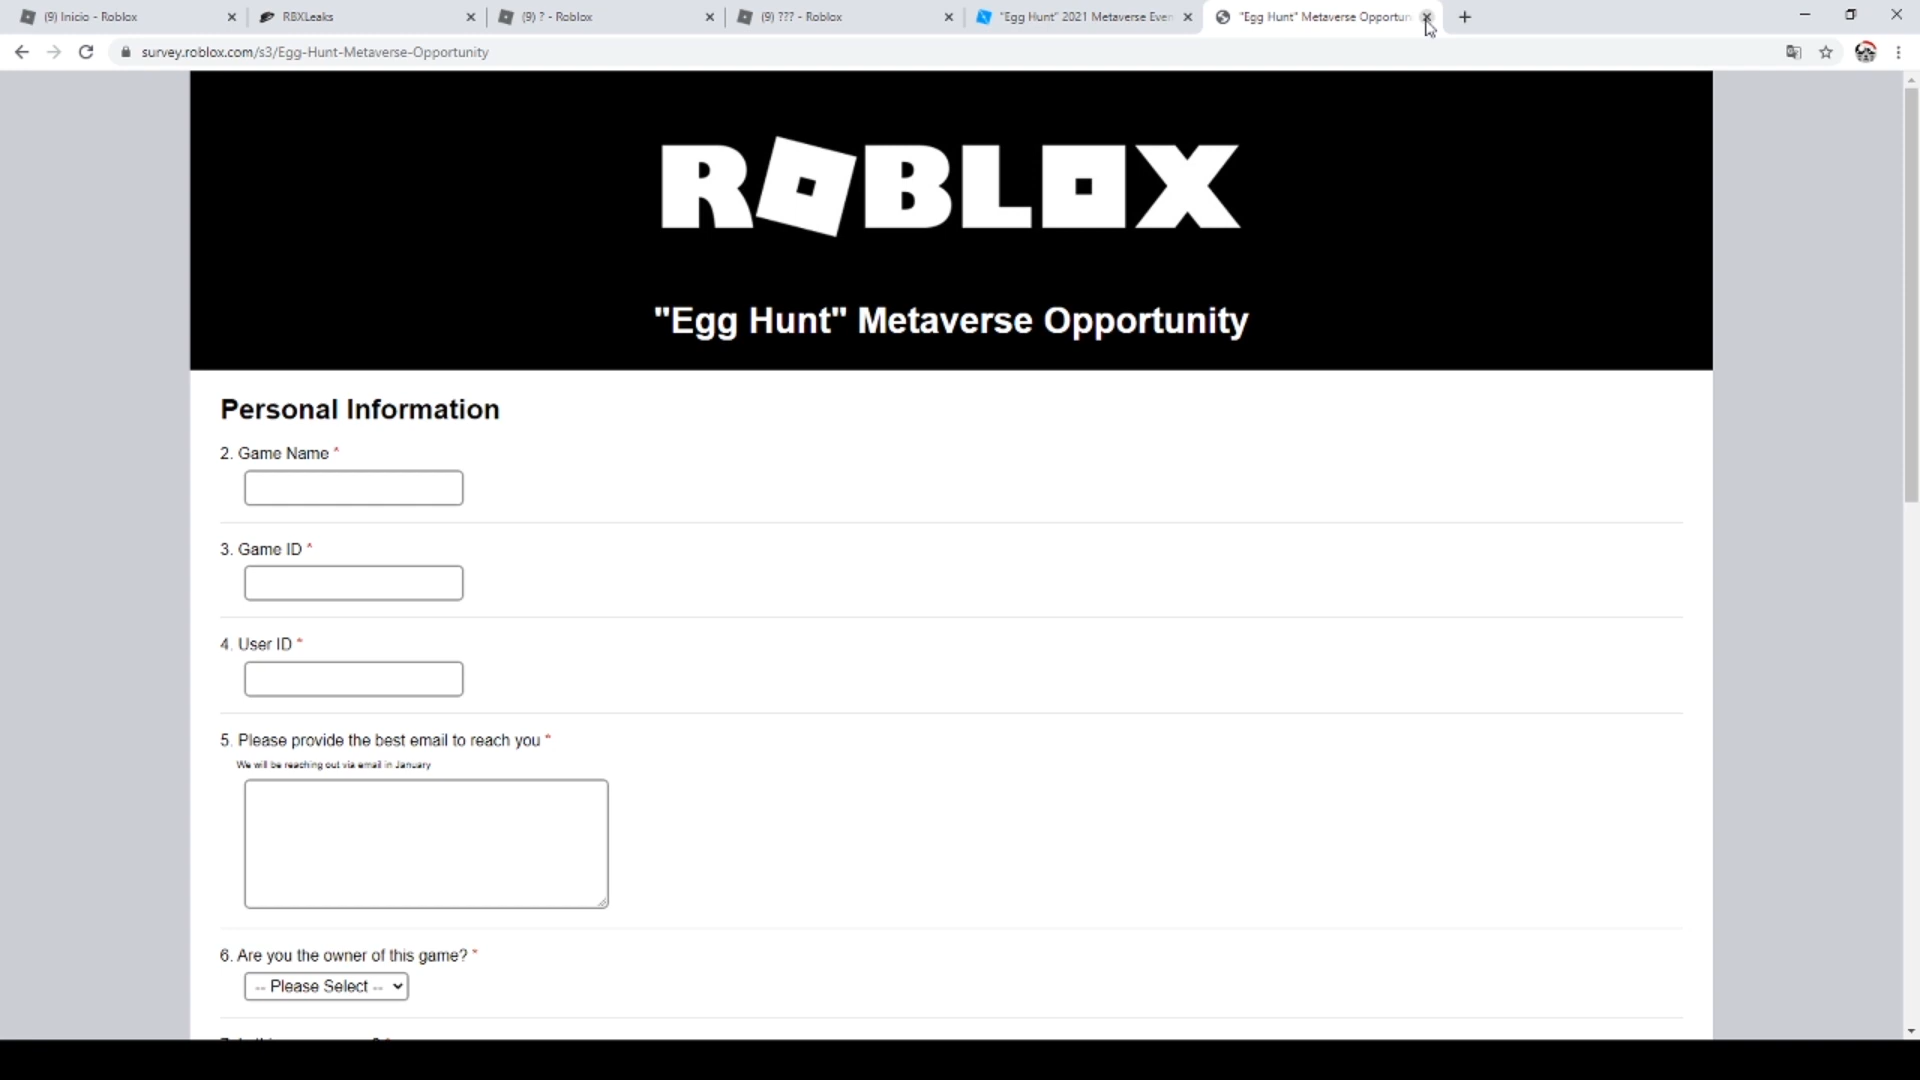 (9) Inicio - Roblox
RBXLeaks
(9) ? - Roblox
(9) ??? - Roblox
"Egg Hunt" 2021 Metaverse Even
"Egg Hunt" Metaverse Opportun
survey.roblox.com/s3/Egg-Hunt-Metaverse-Opportunity
ROBLOX
"Egg Hunt" Metaverse Opportunity
Personal Information
2. Game Name *
3. Game ID *
4. User ID *
5. Please provide the best email to reach you *
We will be reaching out via email in January
6. Are you the owner of this game? *
-- Please Select --